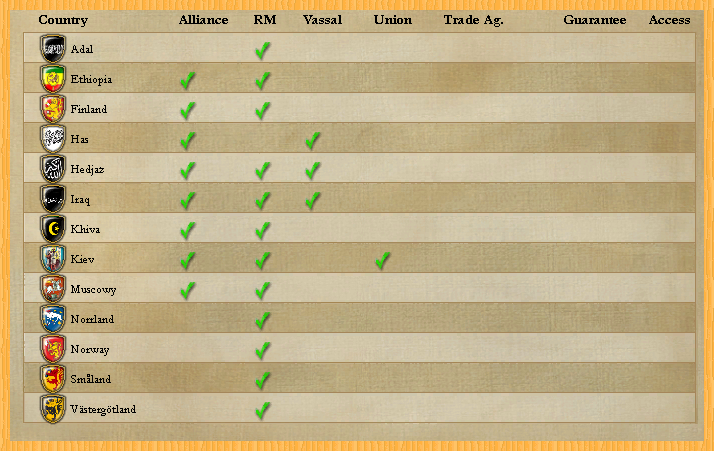 Country Alliance RM Vassal Union Trade Ag. Guarantee Access
Adal
Ethiopia
Finland
Has
Hedjaz
Iraq
Khiva
Kiev
Muscowy
Norrland
Norway
Småland
Västergötland